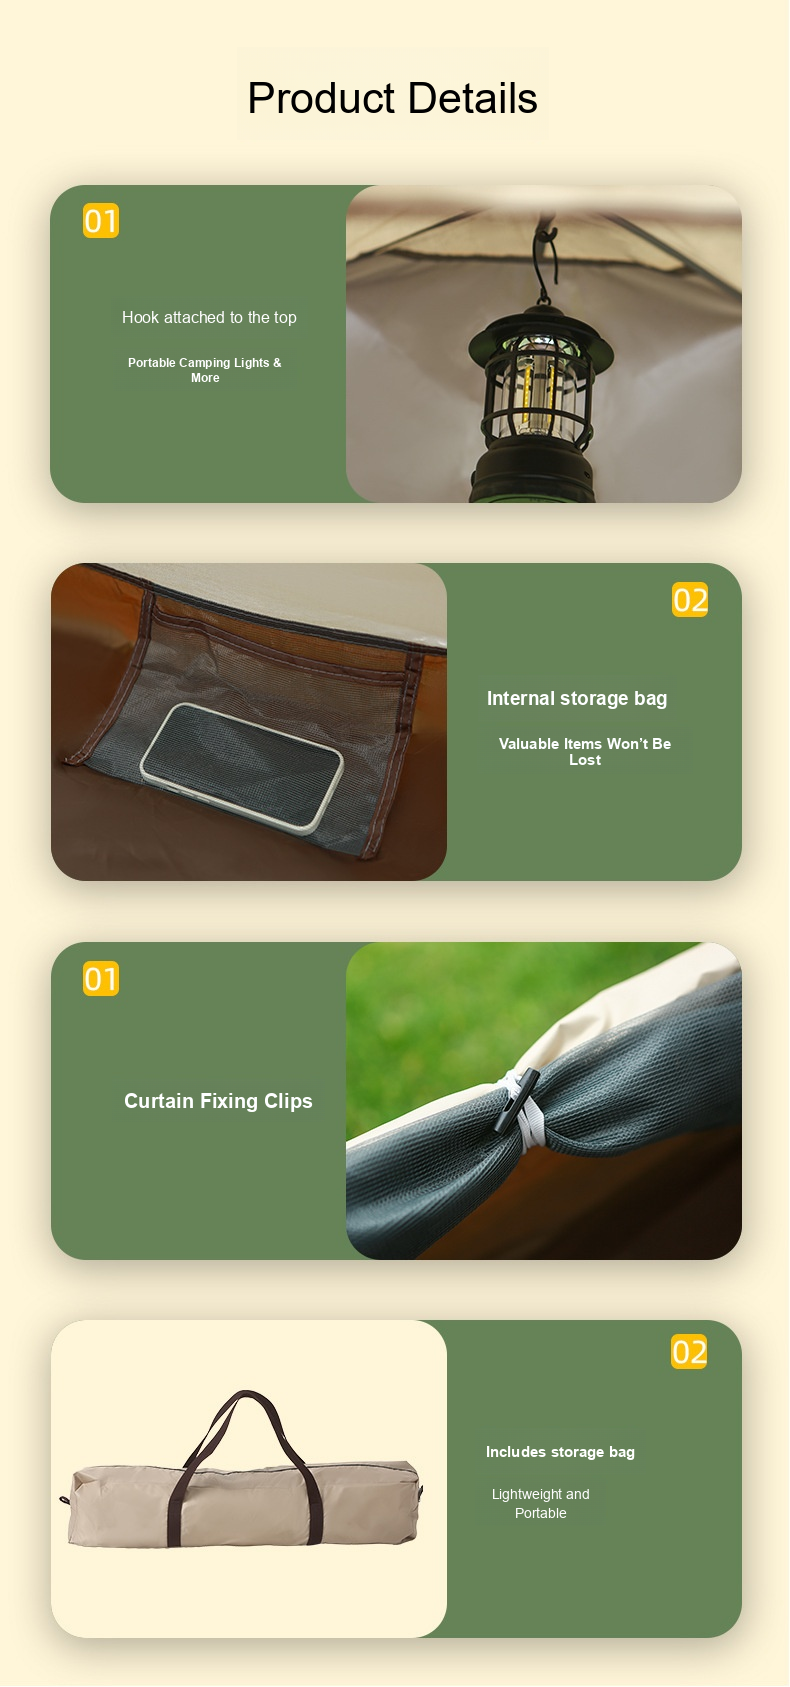 Product Details
01
Hook attached to the top
Portable Camping Lights &
More
02
Internal storage bag
Valuable Items Won't Be
Lost
01
Curtain Fixing Clips
02
Includes storage bag
Lightweight and
Portable